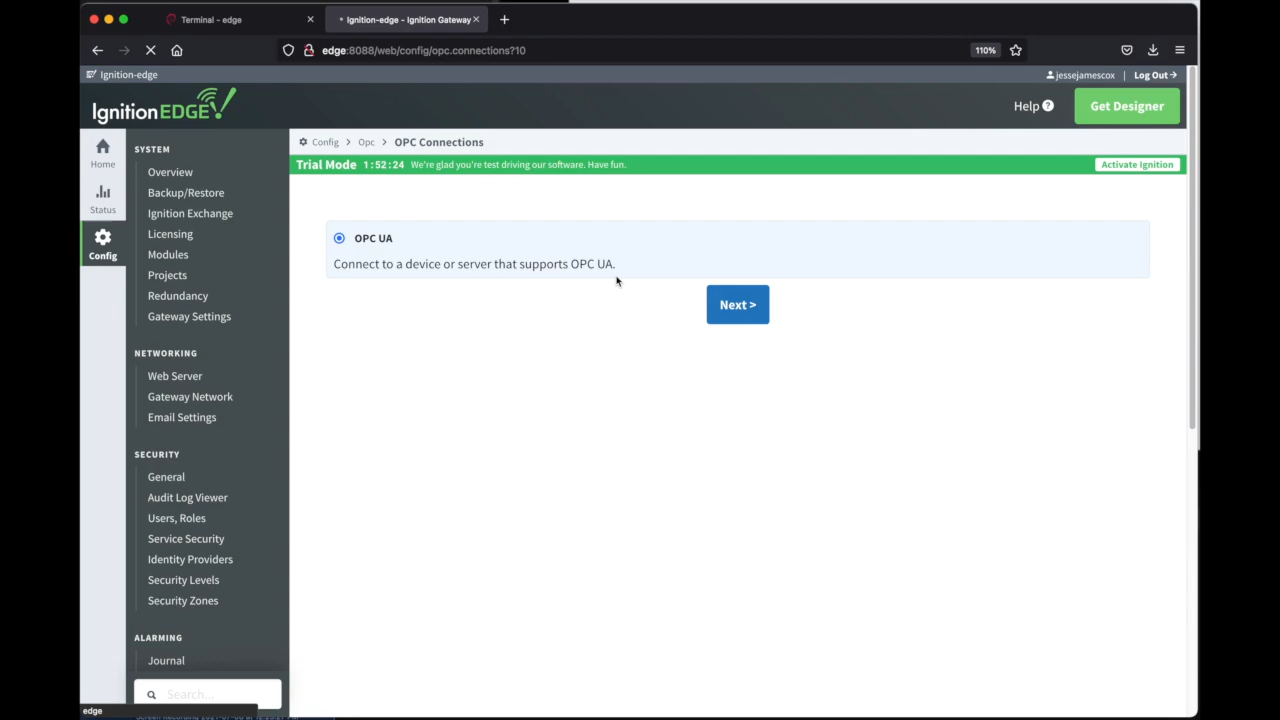 Terminal - edge
Ignition-edge - Ignition Gateway
edge:8088/web/config/opc.connections?10
110%
Ignition-edge
jessejamescox | Log Out
Ignition EDGE!
Help ?
Get Designer
Home
Status
Config
SYSTEM
Overview
Backup/Restore
Ignition Exchange
Licensing
Modules
Projects
Redundancy
Gateway Settings
NETWORKING
Web Server
Gateway Network
Email Settings
SECURITY
General
Audit Log Viewer
Users, Roles
Service Security
Identity Providers
Security Levels
Security Zones
ALARMING
Journal
Search...
edge
Config > Opc > OPC Connections
Trial Mode 1:52:24 We're glad you're test driving our software. Have fun.
Activate Ignition
OPC UA
Connect to a device or server that supports OPC UA.
Next >